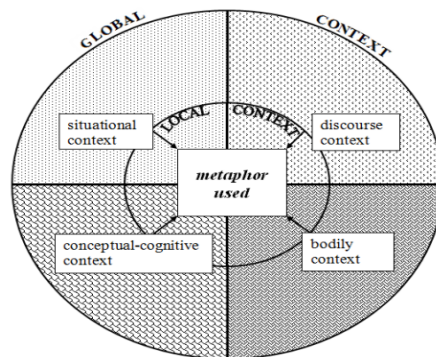 GLOBAL CONTEXT
LOCAL CONTEXT
situational
context
discourse
context
metaphor
used
conceptual-cognitive
context
bodily
context